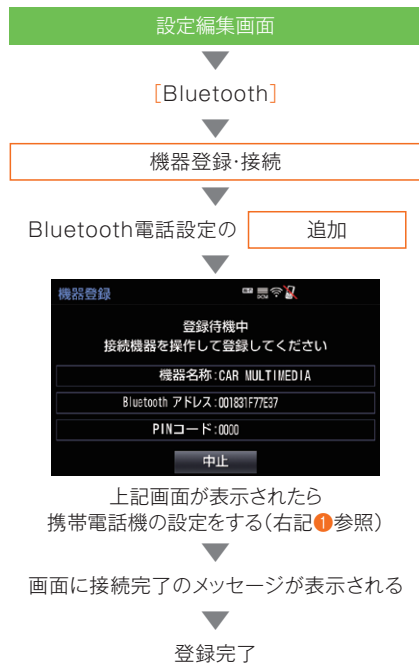 設定編集画面
[Bluetooth]
機器登録・接続
Bluetooth電話設定の 追加
機器登録
登録待機中
接続機器を操作して登録してください
機器名称:CAR MULTIMEDIA
Bluetooth アドレス:001831F77E37
PINコード:0000
中止
上記画面が表示されたら
携帯電話機の設定をする(右記❶参照)
画面に接続完了のメッセージが表示される
登録完了